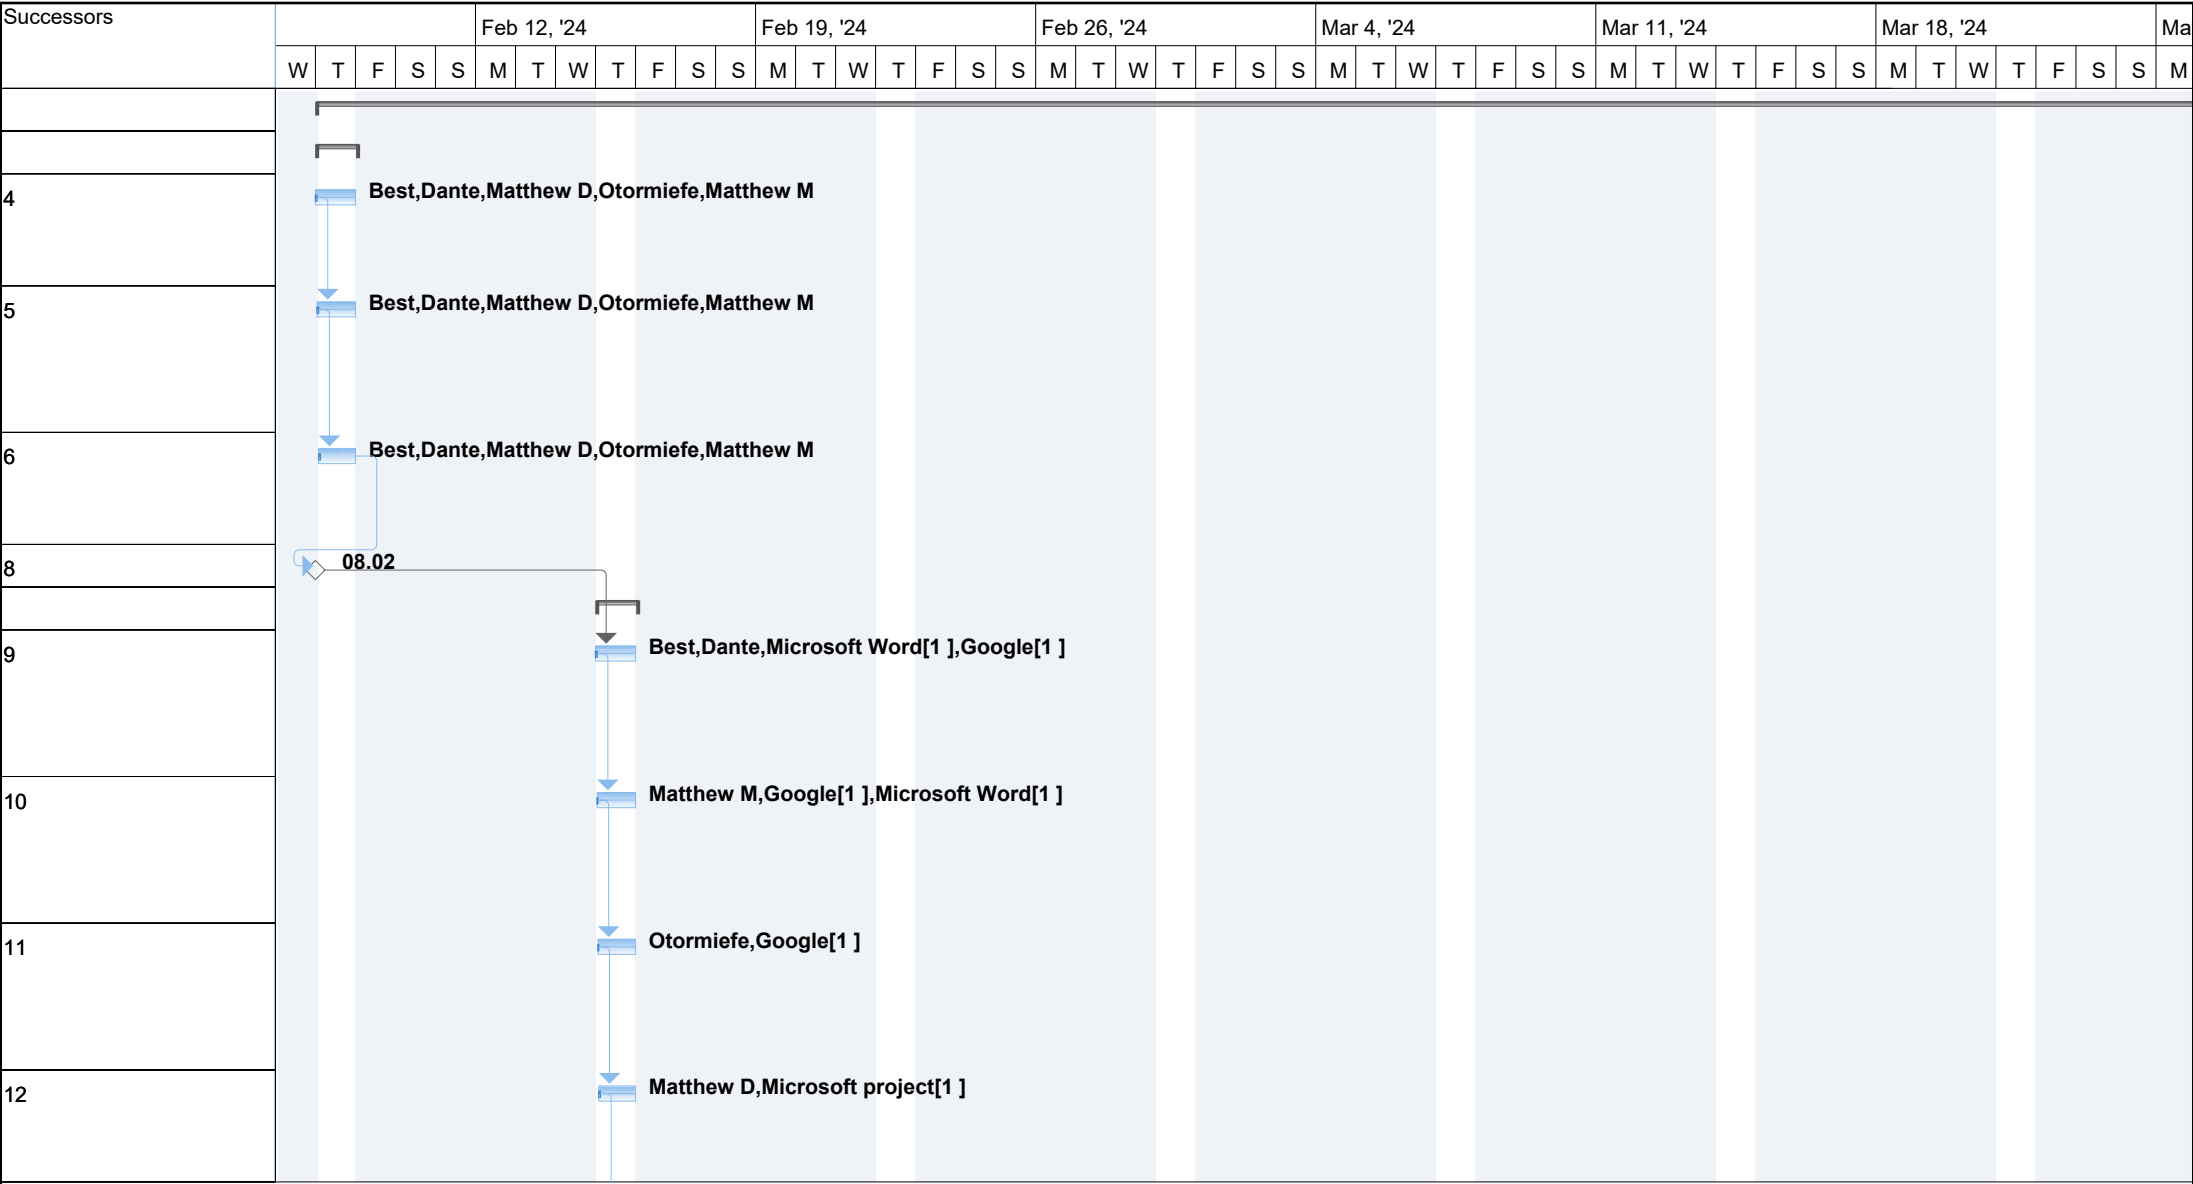 Successors
Feb 12, '24 Feb 19, '24 Feb 26, '24 Mar 4, '24 Mar 11, '24 Mar 18, '24 Ma
W T F S S M T W T F S S M T W T F S S M T W T F S S M T W T F S S M T W T F S S M T W T F S S M
4 Best,Dante,Matthew D,Otormiefe,Matthew M
5 Best,Dante,Matthew D,Otormiefe,Matthew M
6 Best,Dante,Matthew D,Otormiefe,Matthew M
8 08.02
9 Best,Dante,Microsoft Word[1 ],Google[1 ]
10 Matthew M,Google[1 ],Microsoft Word[1 ]
11 Otormiefe,Google[1 ]
12 Matthew D,Microsoft project[1 ]